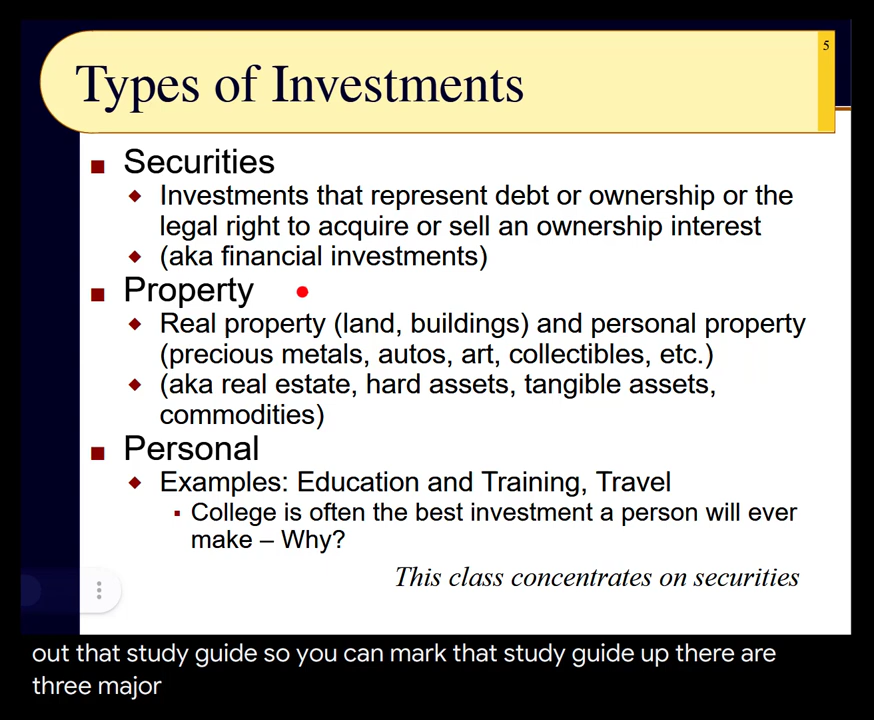 5
Types of Investments
Securities
Investments that represent debt or ownership or the
legal right to acquire or sell an ownership interest
(aka financial investments)
Property
Real property (land, buildings) and personal property
(precious metals, autos, art, collectibles, etc.)
(aka real estate, hard assets, tangible assets,
commodities)
Personal
Examples: Education and Training, Travel
College is often the best investment a person will ever
make – Why?
This class concentrates on securities
out that study guide so you can mark that study guide up there are
three major